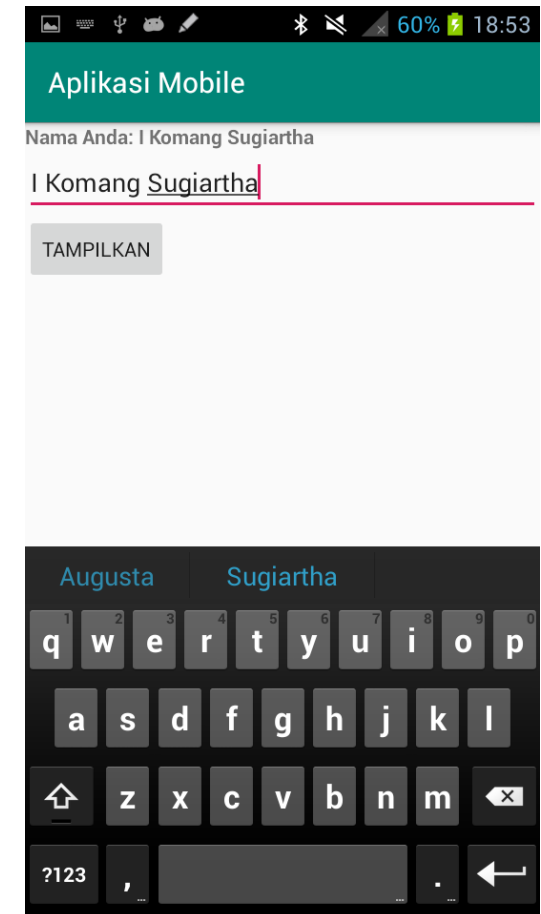 60% 18:53
Aplikasi Mobile
Nama Anda: I Komang Sugiartha
I Komang Sugiartha
TAMPILKAN
Augusta Sugiartha
1 2 3 4 5 6 7 8 9 0
q w e r t y u i o p
a s d f g h j k l
z x c v b n m
?123 , ... ... . ...